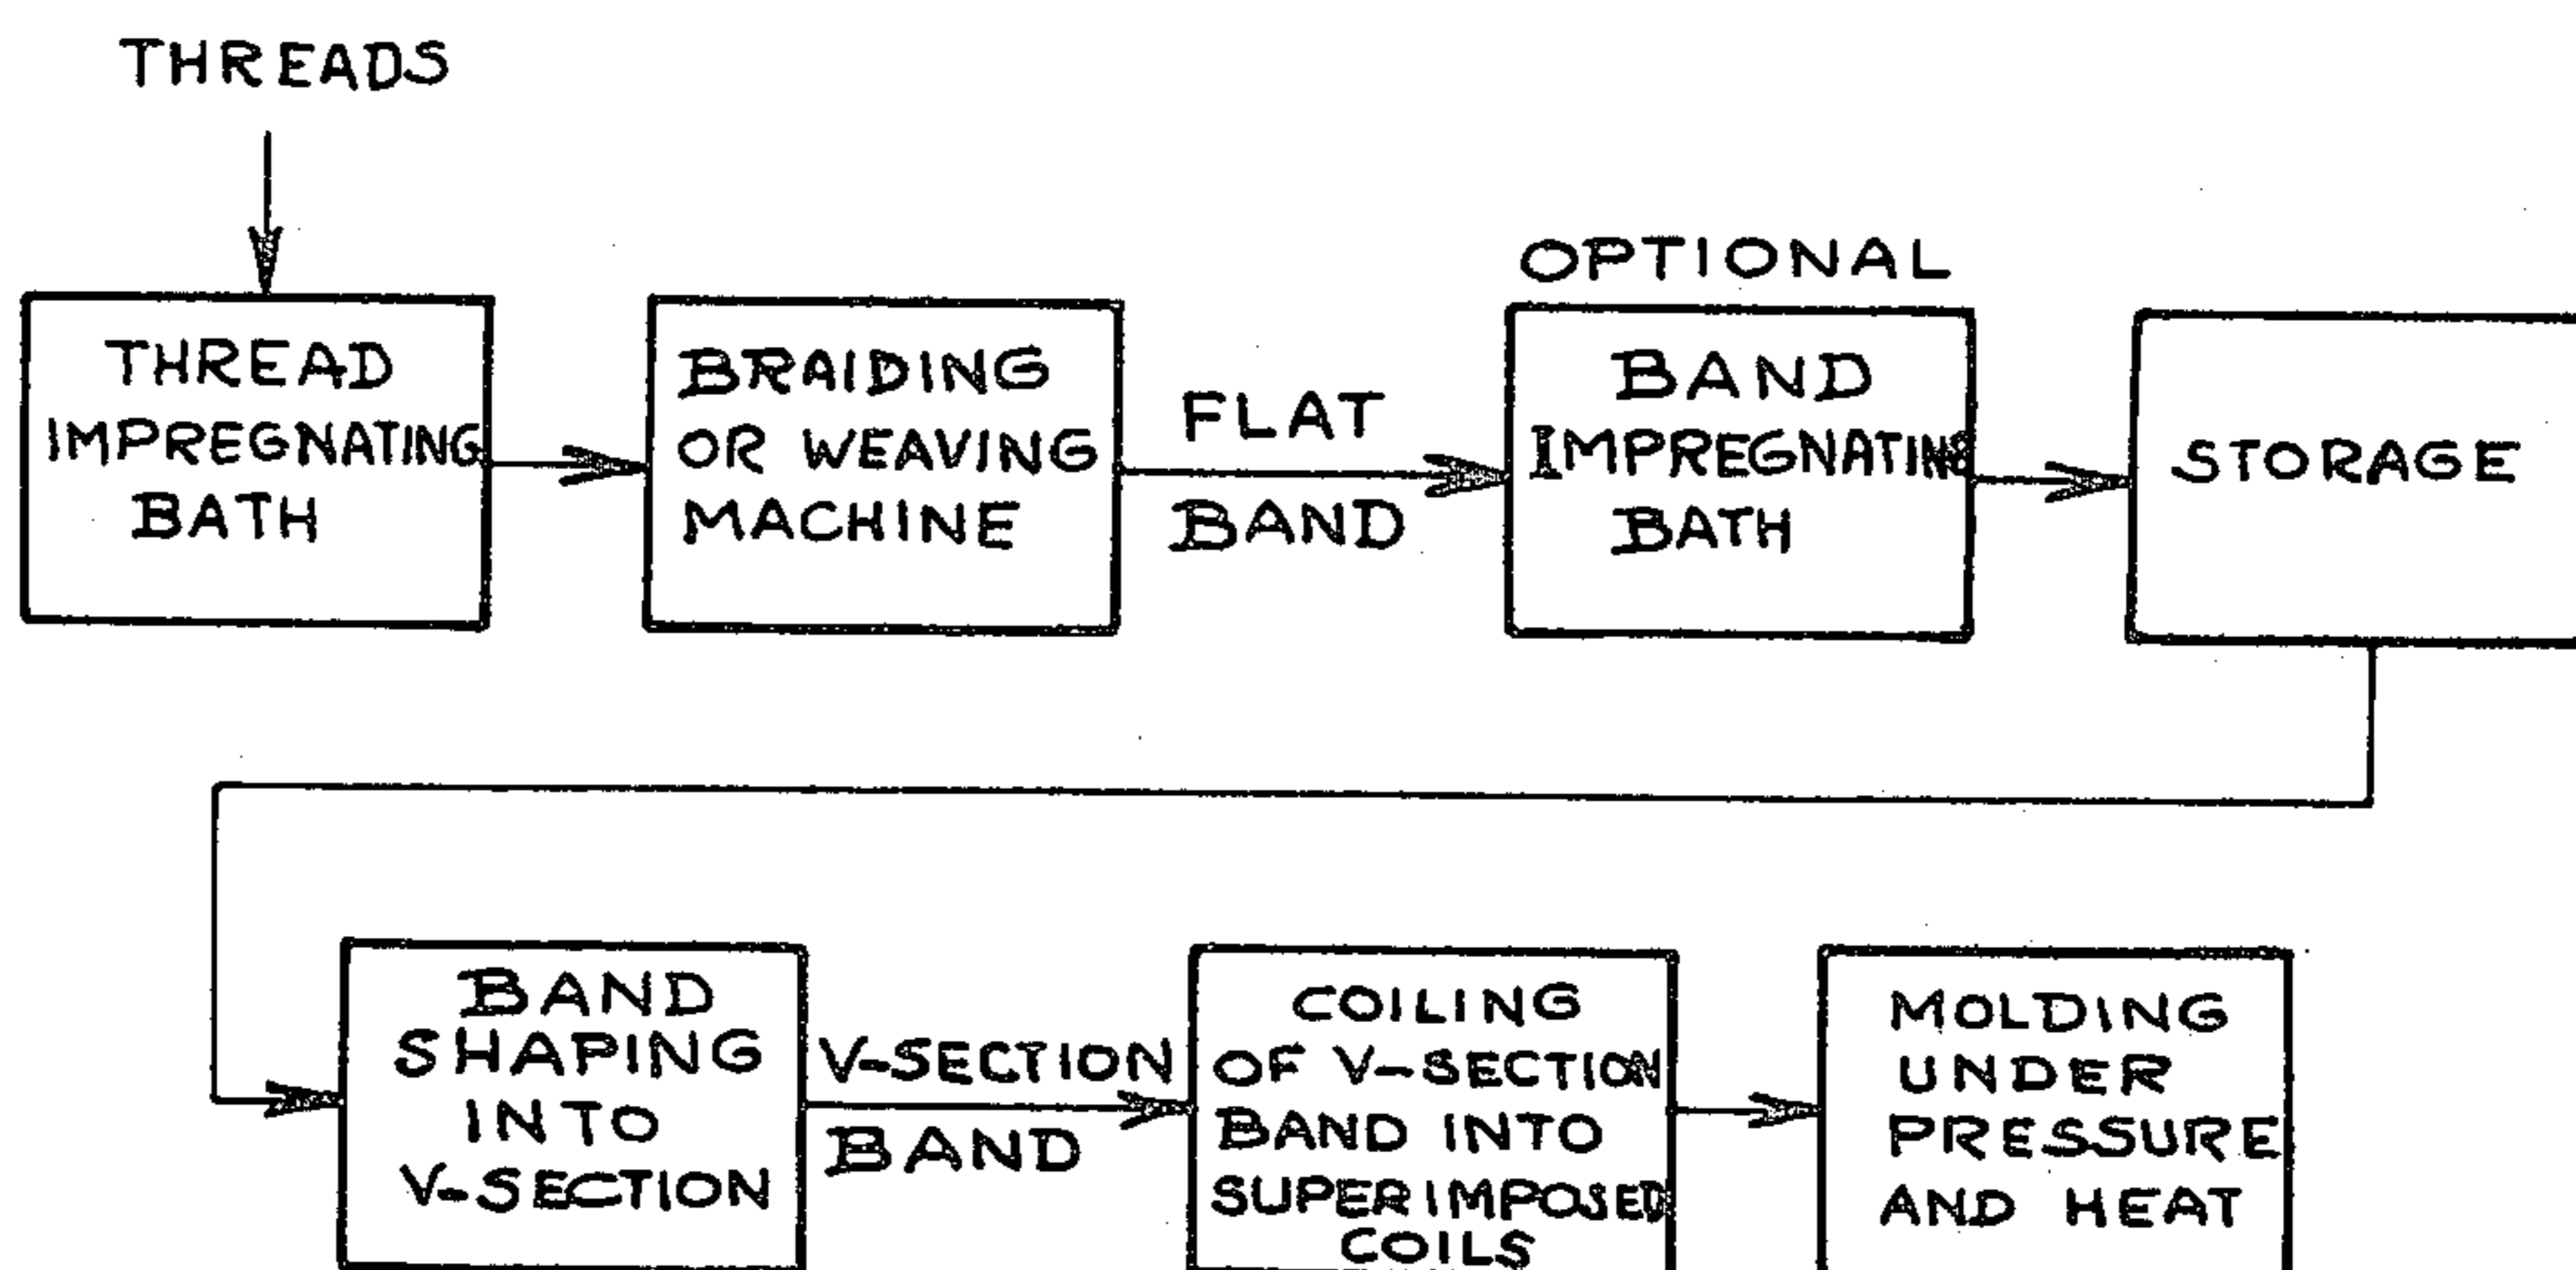 THREADS
THREAD
IMPREGNATING
BATH
BRAIDING
OR WEAVING
MACHINE
FLAT
BAND
OPTIONAL
BAND
IMPREGNATING
BATH
STORAGE
BAND
SHAPING
INTO
V-SECTION
V-SECTION
BAND
COILING
OF V-SECTION
BAND INTO
SUPERIMPOSED
COILS
MOLDING
UNDER
PRESSURE
AND HEAT